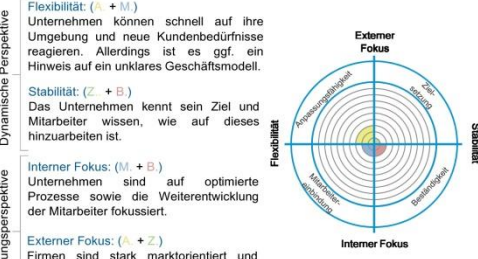 Dynamische Perspektive
Flexibilität: (A. + M.)
Unternehmen können schnell auf ihre
Umgebung und neue Kundenbedürfnisse
reagieren. Allerdings ist es ggf. ein
Hinweis auf ein unklares Geschäftsmodell.
Stabilität: (Z. + B.)
Das Unternehmen kennt sein Ziel und
Mitarbeiter wissen, wie auf dieses
hinzuarbeiten ist.
ungsperspektive
Interner Fokus: (M. + B.)
Unternehmen sind auf optimierte
Prozesse sowie die Weiterentwicklung
der Mitarbeiter fokussiert.
Externer Fokus: (A. + Z.)
Firmen sind stark marktorientiert und
Externer
Fokus
Anpassungsfähigkeit
Ziel-
setzung
Flexibilität
Stabilität
Mitarbeiter-
einbindung
Beständigkeit
Interner Fokus